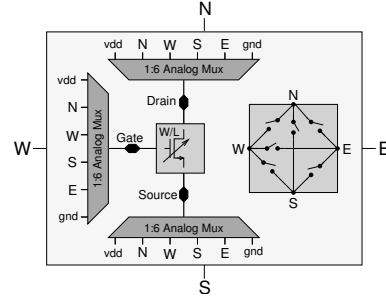 N
vdd N W S E gnd
1:6 Analog Mux
Drain
vdd
N
W
S
E
gnd
1:6 Analog Mux
Gate
W/L
Source
1:6 Analog Mux
vdd N W S E gnd
N
W E
S
W
E
S